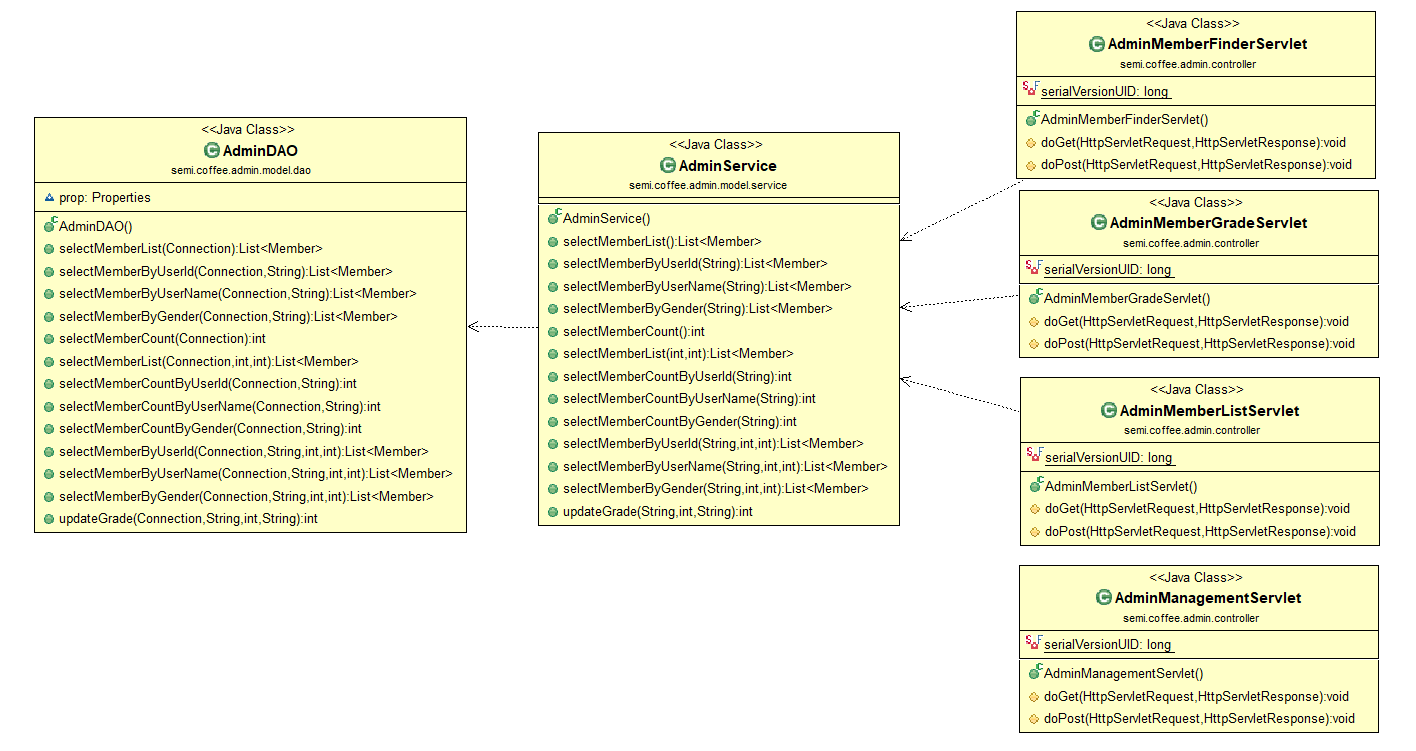 <<Java Class>>
AdminDAO
semi.coffee.admin.model.dao
prop: Properties
AdminDAO()
selectMemberList(Connection):List<Member>
selectMemberByUserId(Connection,String):List<Member>
selectMemberByUserName(Connection,String):List<Member>
selectMemberByGender(Connection,String):List<Member>
selectMemberCount(Connection):int
selectMemberList(Connection,int,int):List<Member>
selectMemberCountByUserId(Connection,String):int
selectMemberCountByUserName(Connection,String):int
selectMemberCountByGender(Connection,String):int
selectMemberByUserId(Connection,String,int,int):List<Member>
selectMemberByUserName(Connection,String,int,int):List<Member>
selectMemberByGender(Connection,String,int,int):List<Member>
updateGrade(Connection,String,int,String):int
<<Java Class>>
AdminService
semi.coffee.admin.model.service
AdminService()
selectMemberList():List<Member>
selectMemberByUserId(String):List<Member>
selectMemberByUserName(String):List<Member>
selectMemberByGender(String):List<Member>
selectMemberCount():int
selectMemberList(int,int):List<Member>
selectMemberCountByUserId(String):int
selectMemberCountByUserName(String):int
selectMemberCountByGender(String):int
selectMemberByUserId(String,int,int):List<Member>
selectMemberByUserName(String,int,int):List<Member>
selectMemberByGender(String,int,int):List<Member>
updateGrade(String,int,String):int
<<Java Class>>
AdminMemberFinderServlet
semi.coffee.admin.controller
serialVersionUID: long
AdminMemberFinderServlet()
doGet(HttpServletRequest,HttpServletResponse):void
doPost(HttpServletRequest,HttpServletResponse):void
<<Java Class>>
AdminMemberGradeServlet
semi.coffee.admin.controller
serialVersionUID: long
AdminMemberGradeServlet()
doGet(HttpServletRequest,HttpServletResponse):void
doPost(HttpServletRequest,HttpServletResponse):void
<<Java Class>>
AdminMemberListServlet
semi.coffee.admin.controller
serialVersionUID: long
AdminMemberListServlet()
doGet(HttpServletRequest,HttpServletResponse):void
doPost(HttpServletRequest,HttpServletResponse):void
<<Java Class>>
AdminManagementServlet
semi.coffee.admin.controller
serialVersionUID: long
AdminManagementServlet()
doGet(HttpServletRequest,HttpServletResponse):void
doPost(HttpServletRequest,HttpServletResponse):void